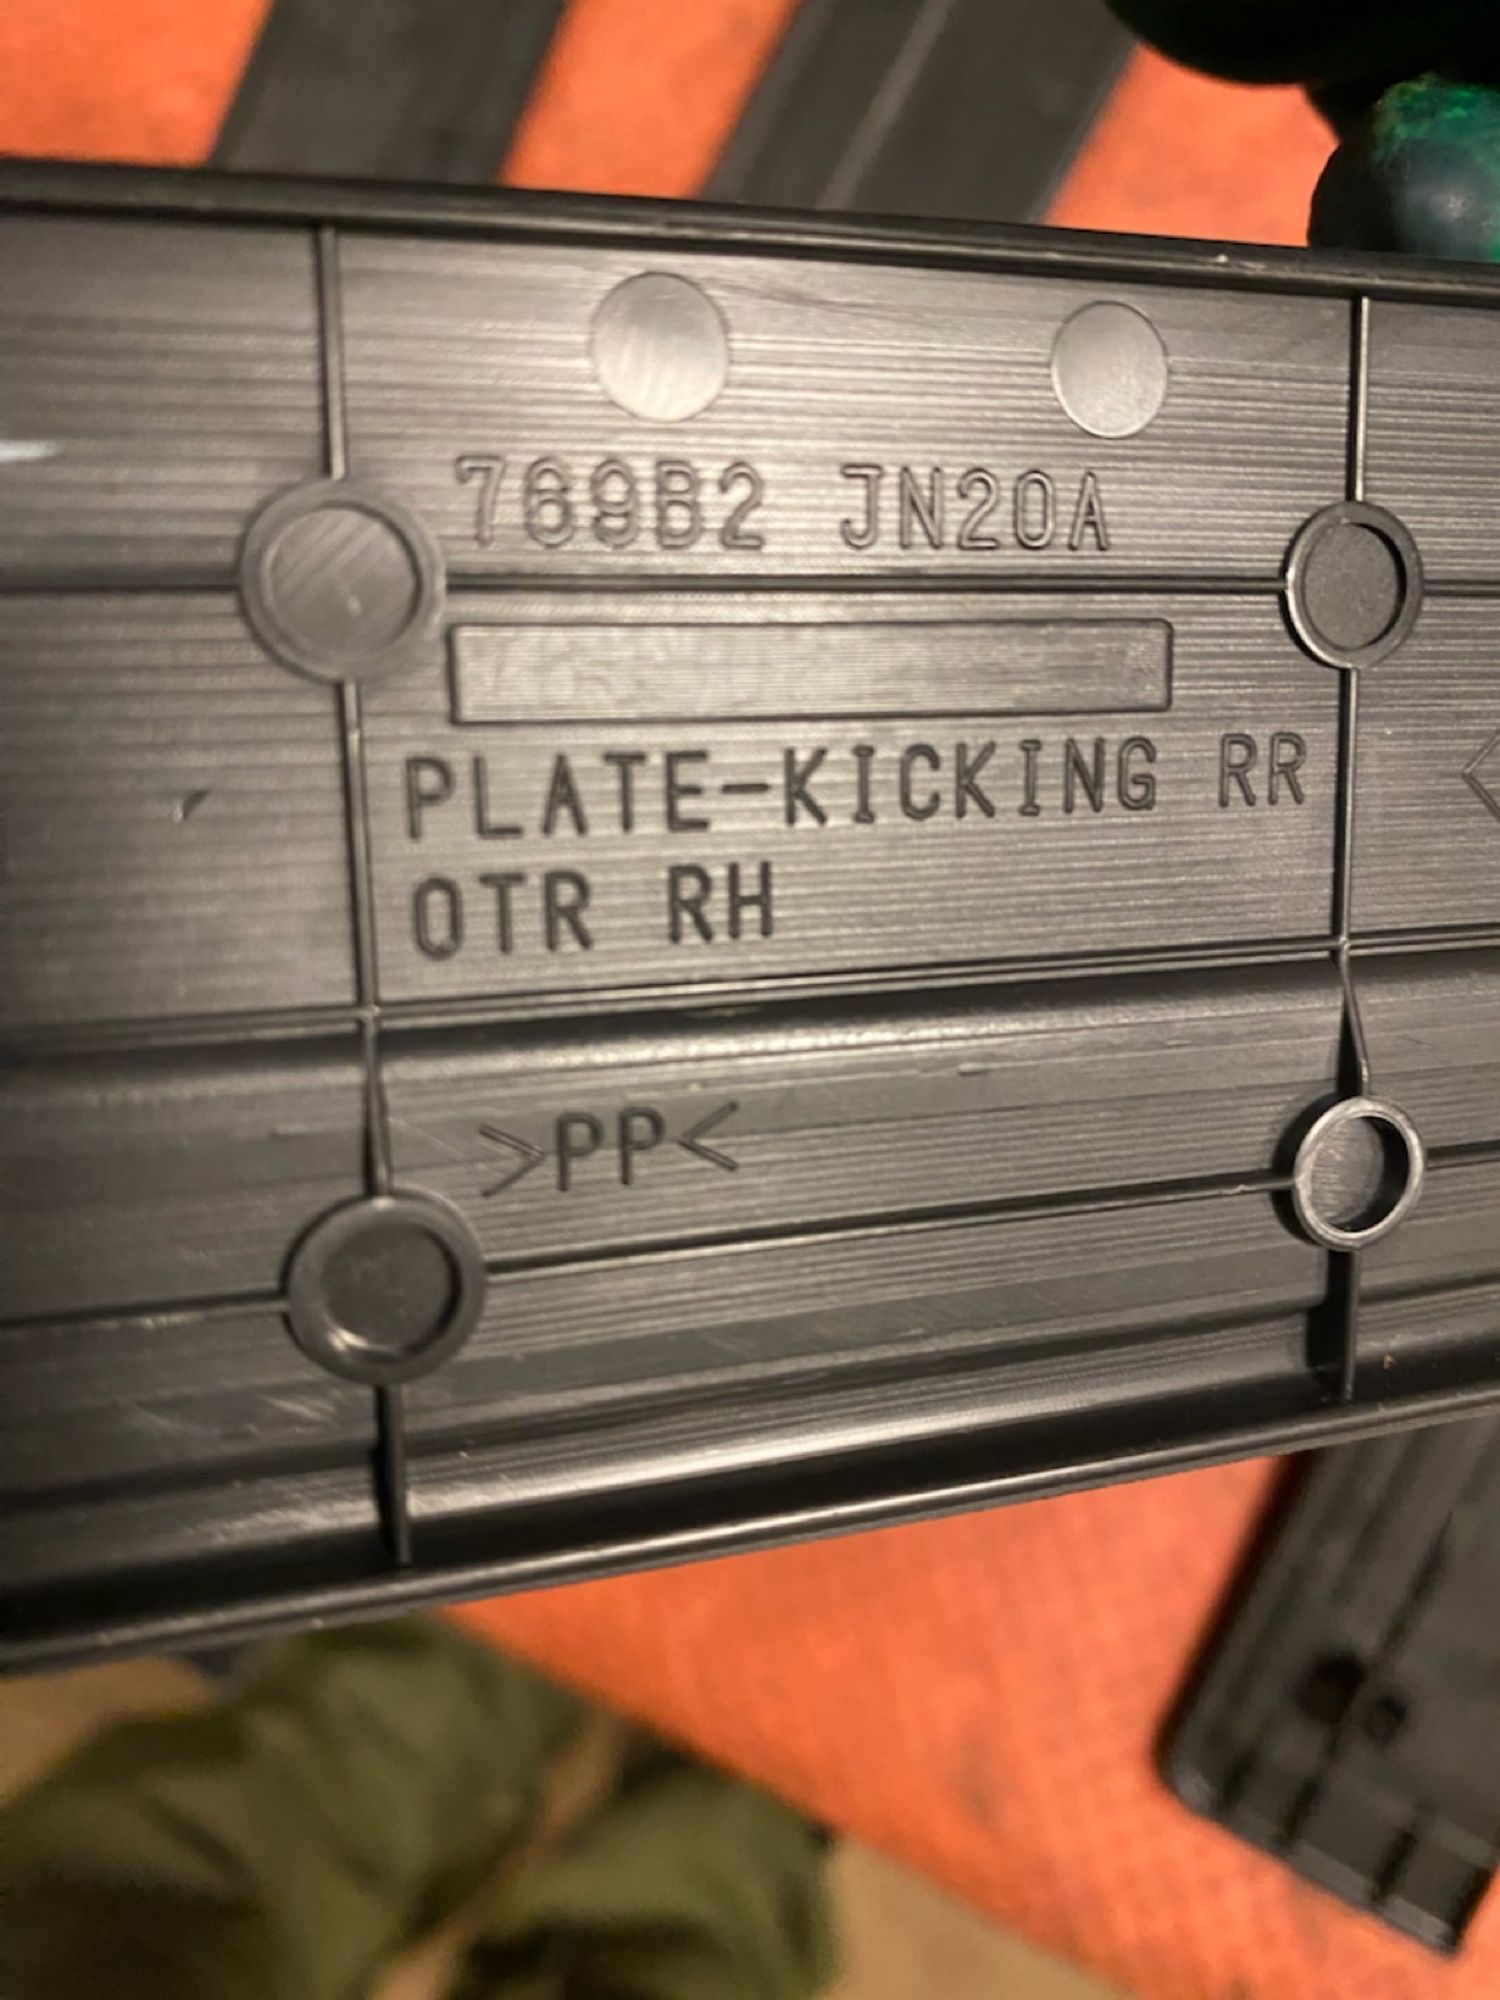 769B2 JN20A
PLATE-KICKING RR
OTR RH
>PP<